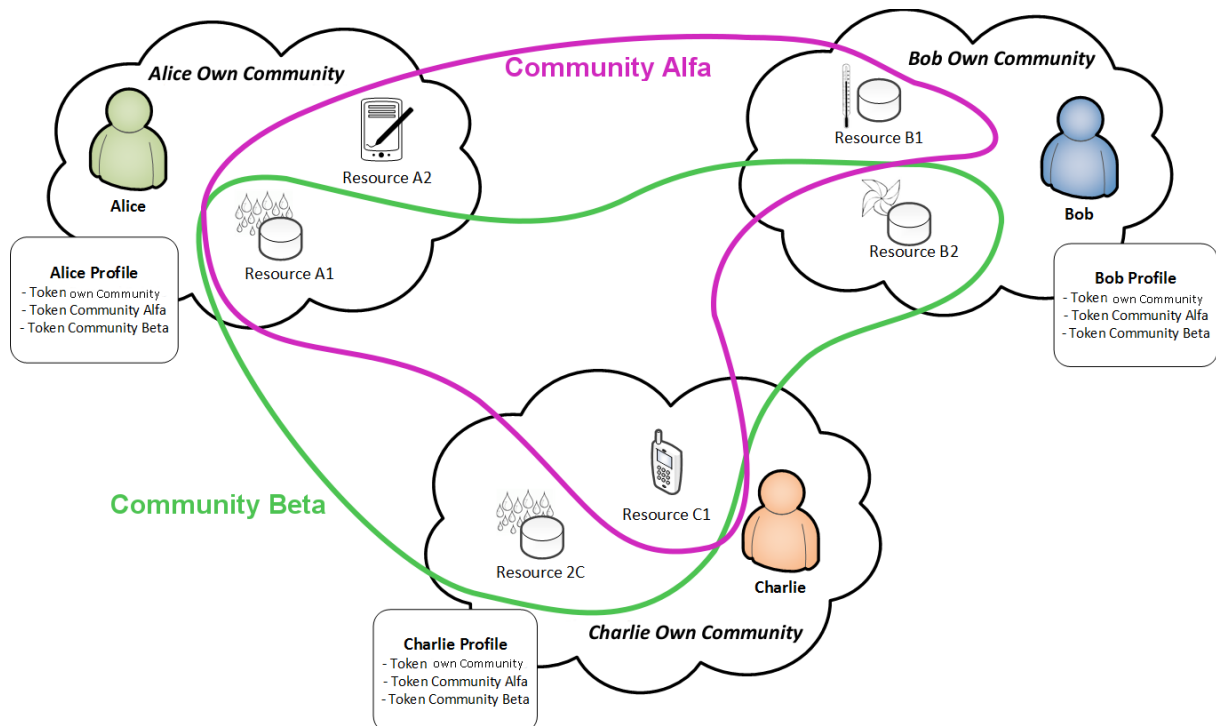 Community Alfa
Alice Own Community
Bob Own Community
Resource A2
Resource B1
Alice
Bob
Resource A1
Resource B2
Alice Profile
- Token own Community
- Token Community Alfa
- Token Community Beta
Bob Profile
- Token own Community
- Token Community Alfa
- Token Community Beta
Community Beta
Resource C1
Resource 2C
Charlie
Charlie Own Community
Charlie Profile
- Token own Community
- Token Community Alfa
- Token Community Beta